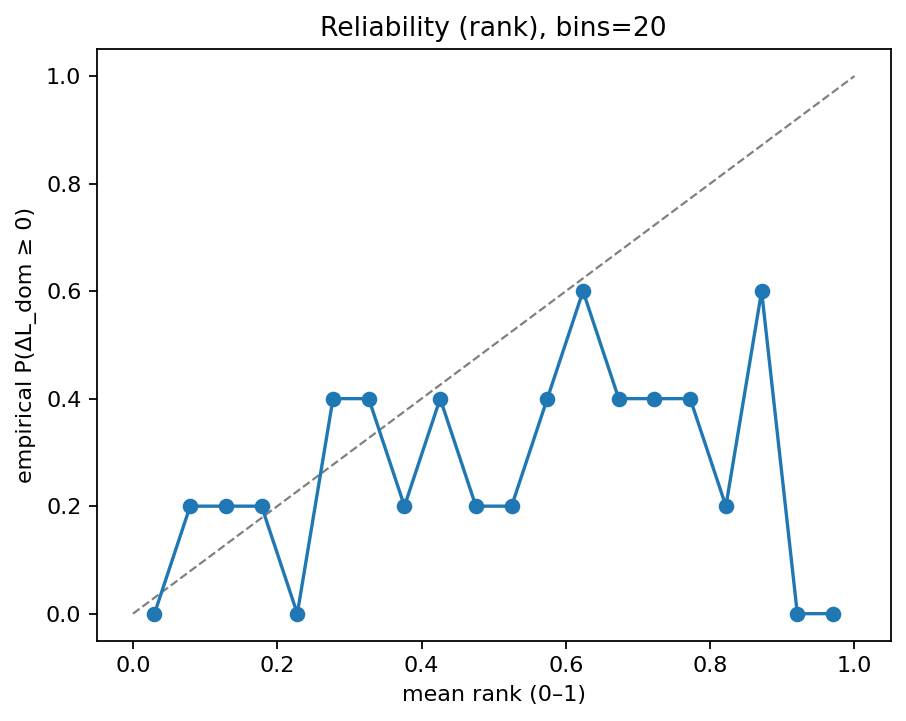 Reliability (rank), bins=20
1.0
0.8
0.6
0.4
0.2
0.0
empirical P(ΔL_dom ≥ 0)
0.0 0.2 0.4 0.6 0.8 1.0
mean rank (0–1)